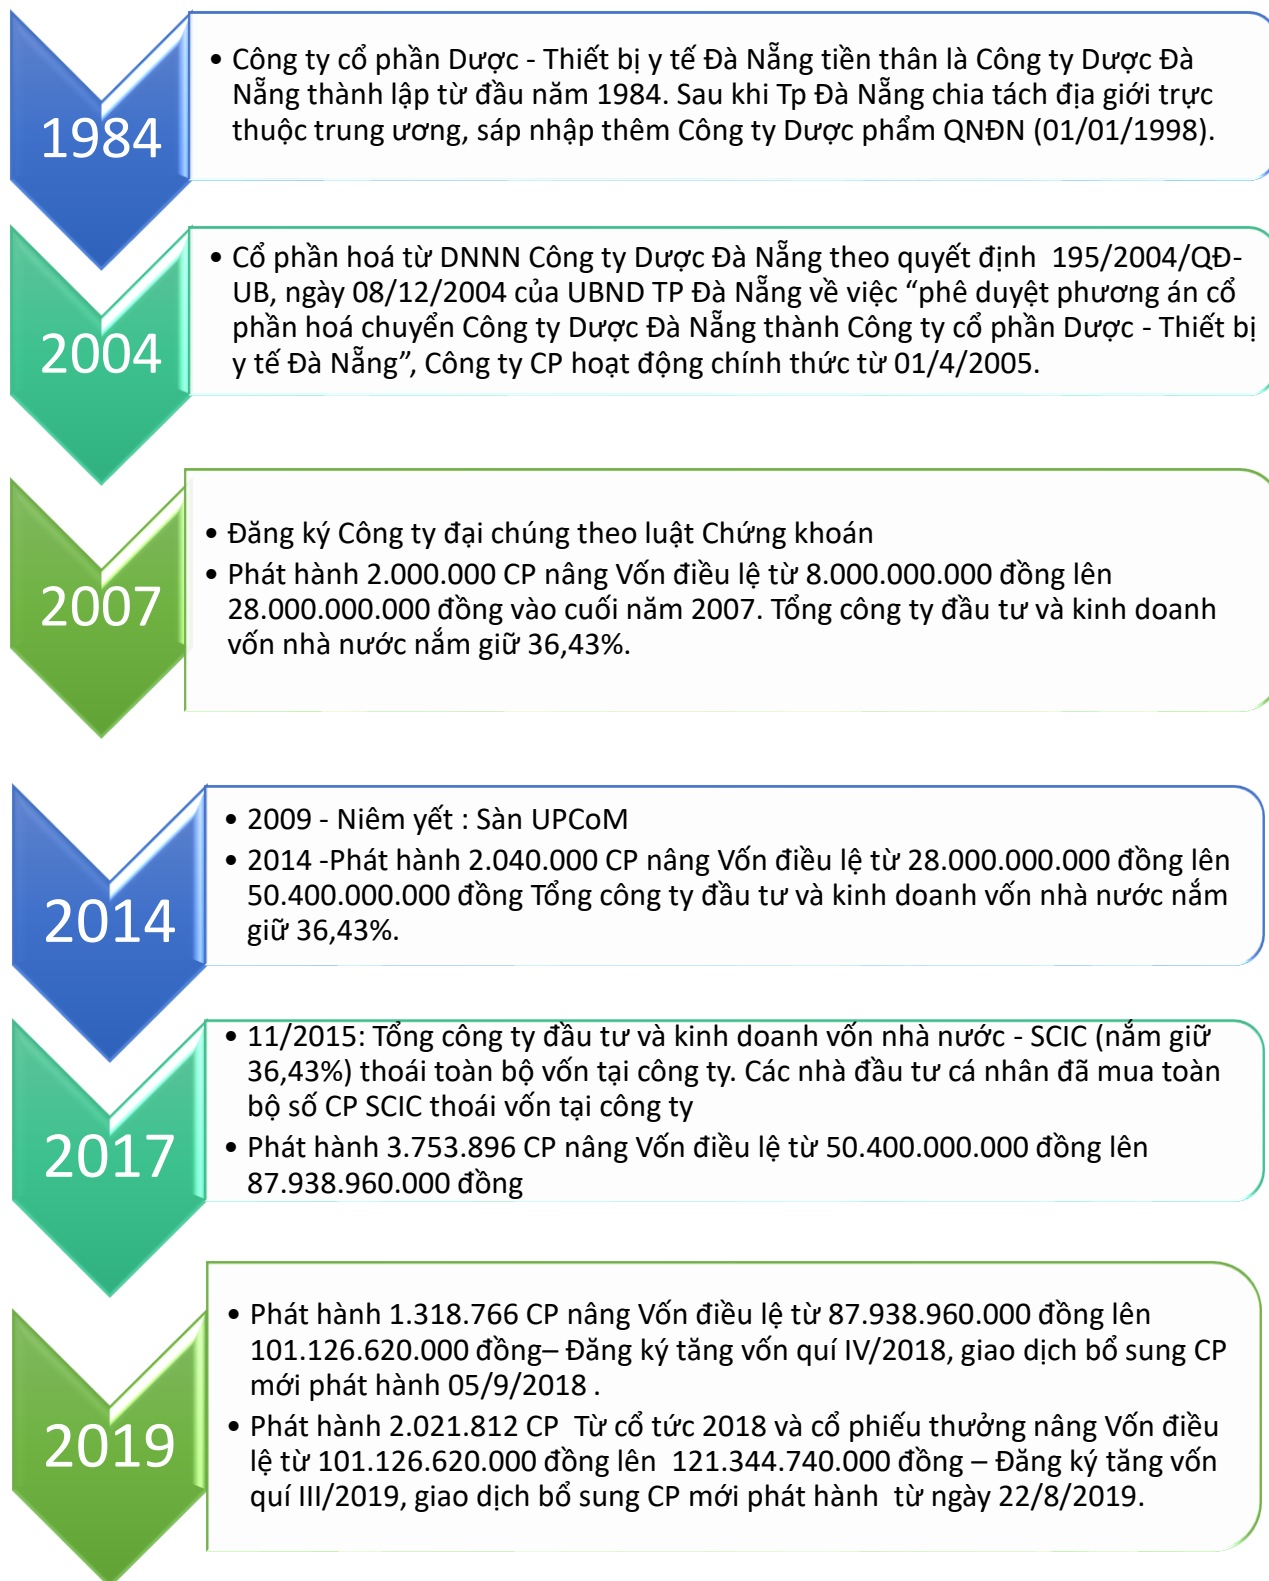 1984
• Công ty cổ phần Dược - Thiết bị y tế Đà Nẵng tiền thân là Công ty Dược Đà
Nẵng thành lập từ đầu năm 1984. Sau khi Tp Đà Nẵng chia tách địa giới trực
thuộc trung ương, sáp nhập thêm Công ty Dược phẩm QNĐN (01/01/1998).
2004
• Cổ phần hoá từ DNNN Công ty Dược Đà Nẵng theo quyết định 195/2004/QĐ-
UB, ngày 08/12/2004 của UBND TP Đà Nẵng về việc “phê duyệt phương án cổ
phần hoá chuyển Công ty Dược Đà Nẵng thành Công ty cổ phần Dược - Thiết bị
y tế Đà Nẵng”, Công ty CP hoạt động chính thức từ 01/4/2005.
2007
• Đăng ký Công ty đại chúng theo luật Chứng khoán
• Phát hành 2.000.000 CP nâng Vốn điều lệ từ 8.000.000.000 đồng lên
28.000.000.000 đồng vào cuối năm 2007. Tổng công ty đầu tư và kinh doanh
vốn nhà nước nắm giữ 36,43%.
2014
• 2009 - Niêm yết : Sàn UPCoM
• 2014 -Phát hành 2.040.000 CP nâng Vốn điều lệ từ 28.000.000.000 đồng lên
50.400.000.000 đồng Tổng công ty đầu tư và kinh doanh vốn nhà nước nắm
giữ 36,43%.
2017
• 11/2015: Tổng công ty đầu tư và kinh doanh vốn nhà nước - SCIC (nắm giữ
36,43%) thoái toàn bộ vốn tại công ty. Các nhà đầu tư cá nhân đã mua toàn
bộ số CP SCIC thoái vốn tại công ty
• Phát hành 3.753.896 CP nâng Vốn điều lệ từ 50.400.000.000 đồng lên
87.938.960.000 đồng
2019
• Phát hành 1.318.766 CP nâng Vốn điều lệ từ 87.938.960.000 đồng lên
101.126.620.000 đồng– Đăng ký tăng vốn quí IV/2018, giao dịch bổ sung CP
mới phát hành 05/9/2018 .
• Phát hành 2.021.812 CP Từ cổ tức 2018 và cổ phiếu thưởng nâng Vốn điều
lệ từ 101.126.620.000 đồng lên 121.344.740.000 đồng – Đăng ký tăng vốn
quí III/2019, giao dịch bổ sung CP mới phát hành từ ngày 22/8/2019.